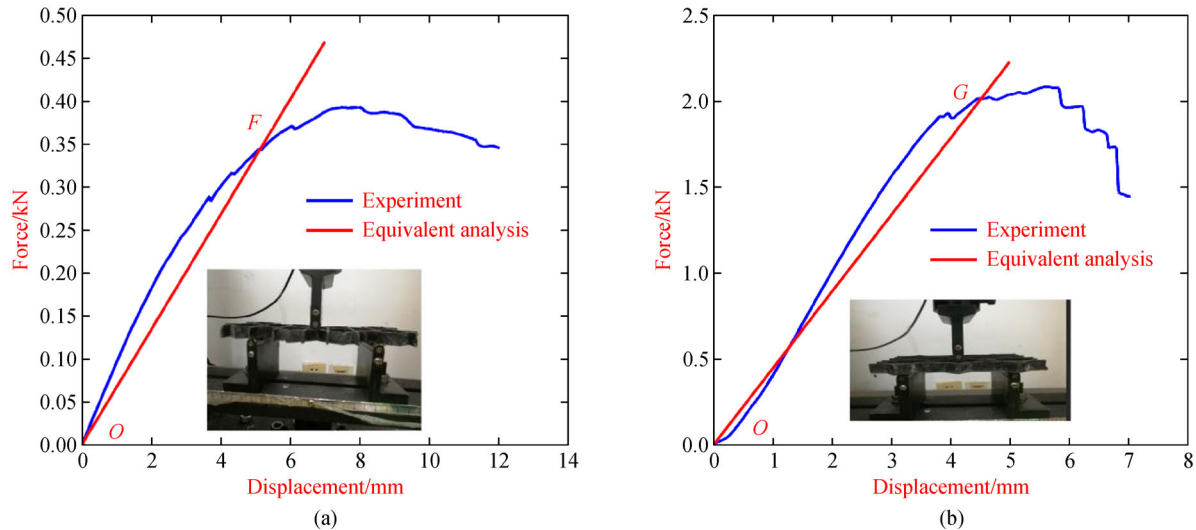 0.50
0.45
0.40
0.35
0.30
0.25
0.20
0.15
0.10
0.05
0.00
Force/kN
F
Experiment
Equivalent analysis
O
0 2 4 6 8 10 12 14
Displacement/mm
(a)
2.5
2.0
1.5
1.0
0.5
0.0
Force/kN
G
Experiment
Equivalent analysis
O
0 1 2 3 4 5 6 7 8
Displacement/mm
(b)